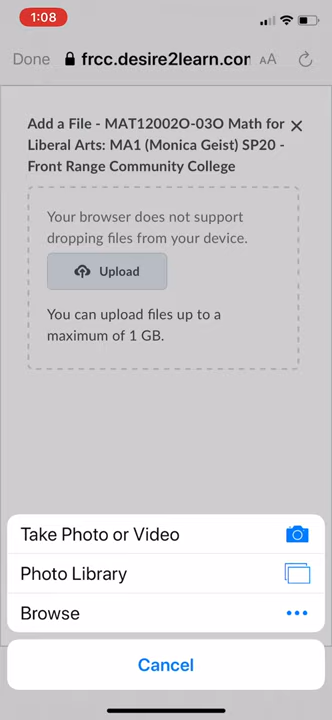 1:08
Done frcc.desire2learn.cor AA
Add a File - MAT12002O-03O Math for
Liberal Arts: MA1 (Monica Geist) SP20 -
Front Range Community College
Your browser does not support
dropping files from your device.
Upload
You can upload files up to a
maximum of 1 GB.
Take Photo or Video
Photo Library
Browse
Cancel